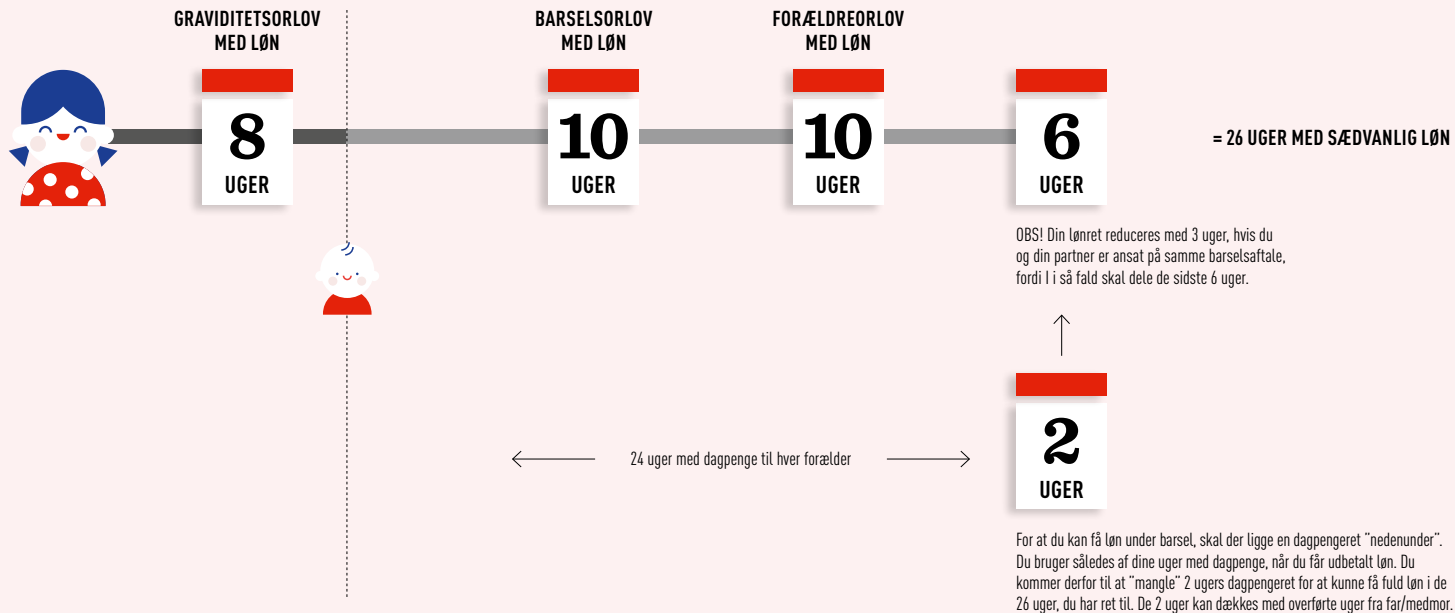 GRAVIDITETSORLOV
MED LØN
BARSELSORLOV
MED LØN
FORÆLDREORLOV
MED LØN
8
UGER
10
UGER
10
UGER
6
UGER
= 26 UGER MED SÆDVANLIG LØN
OBS! Din lønret reduceres med 3 uger, hvis du
og din partner er ansat på samme barselsaftale,
fordi I i så fald skal dele de sidste 6 uger.
24 uger med dagpenge til hver forælder
2
UGER
For at du kan få løn under barsel, skal der ligge en dagpengeret "nedenunder".
Du bruger således af dine uger med dagpenge, når du får udbetalt løn. Du
kommer derfor til at "mangle" 2 ugers dagpengeret for at kunne få fuld løn i de
26 uger, du har ret til. De 2 uger kan dækkes med overførte uger fra far/medmor.